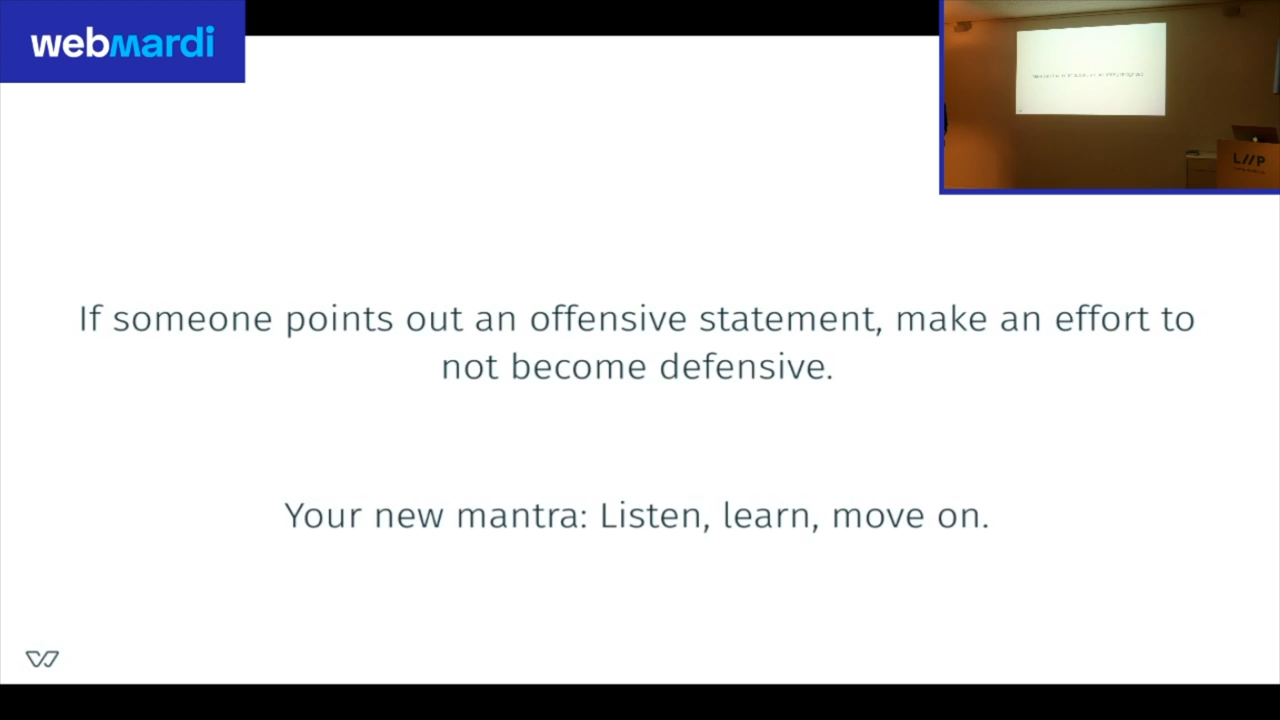 webmardi
LIIP
If someone points out an offensive statement, make an effort to
not become defensive.
Your new mantra: Listen, learn, move on.